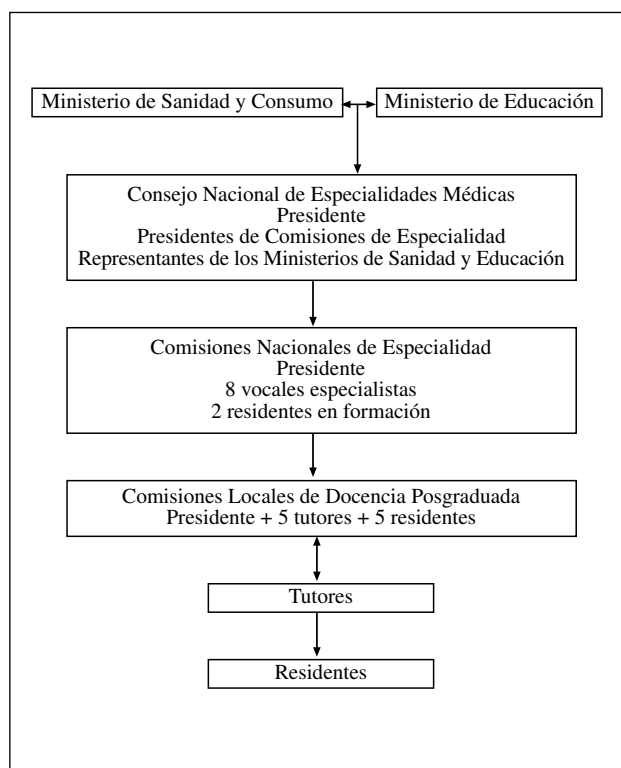 Ministerio de Sanidad y Consumo
Ministerio de Educación
Consejo Nacional de Especialidades Médicas
Presidente
Presidentes de Comisiones de Especialidad
Representantes de los Ministerios de Sanidad y Educación
Comisiones Nacionales de Especialidad
Presidente
8 vocales especialistas
2 residentes en formación
Comisiones Locales de Docencia Posgraduada
Presidente + 5 tutores + 5 residentes
Tutores
Residentes